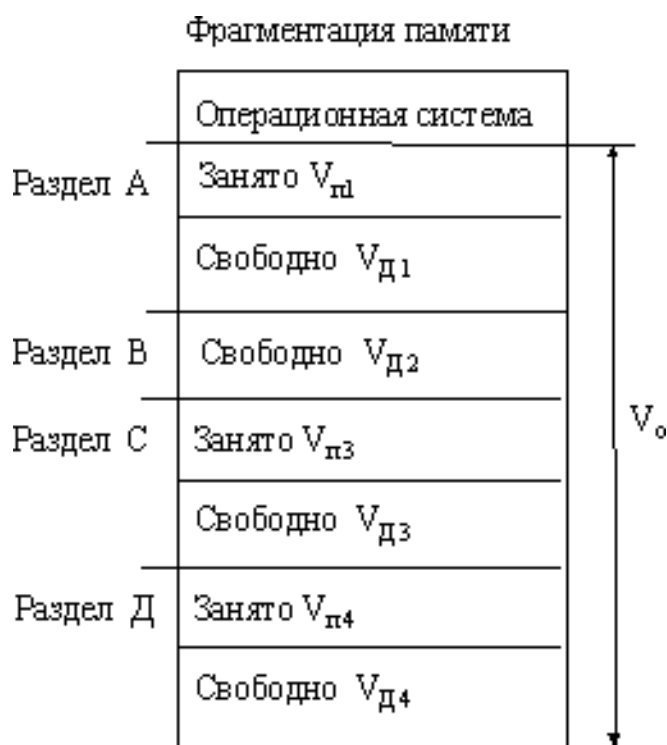 Фрагментация памяти
Операционная система
Раздел А
Занято Vп1
Свободно VД1
Раздел В
Свободно VД2
Раздел С
Занято Vп3
Vо
Свободно VД3
Раздел Д
Занято Vп4
Свободно VД4